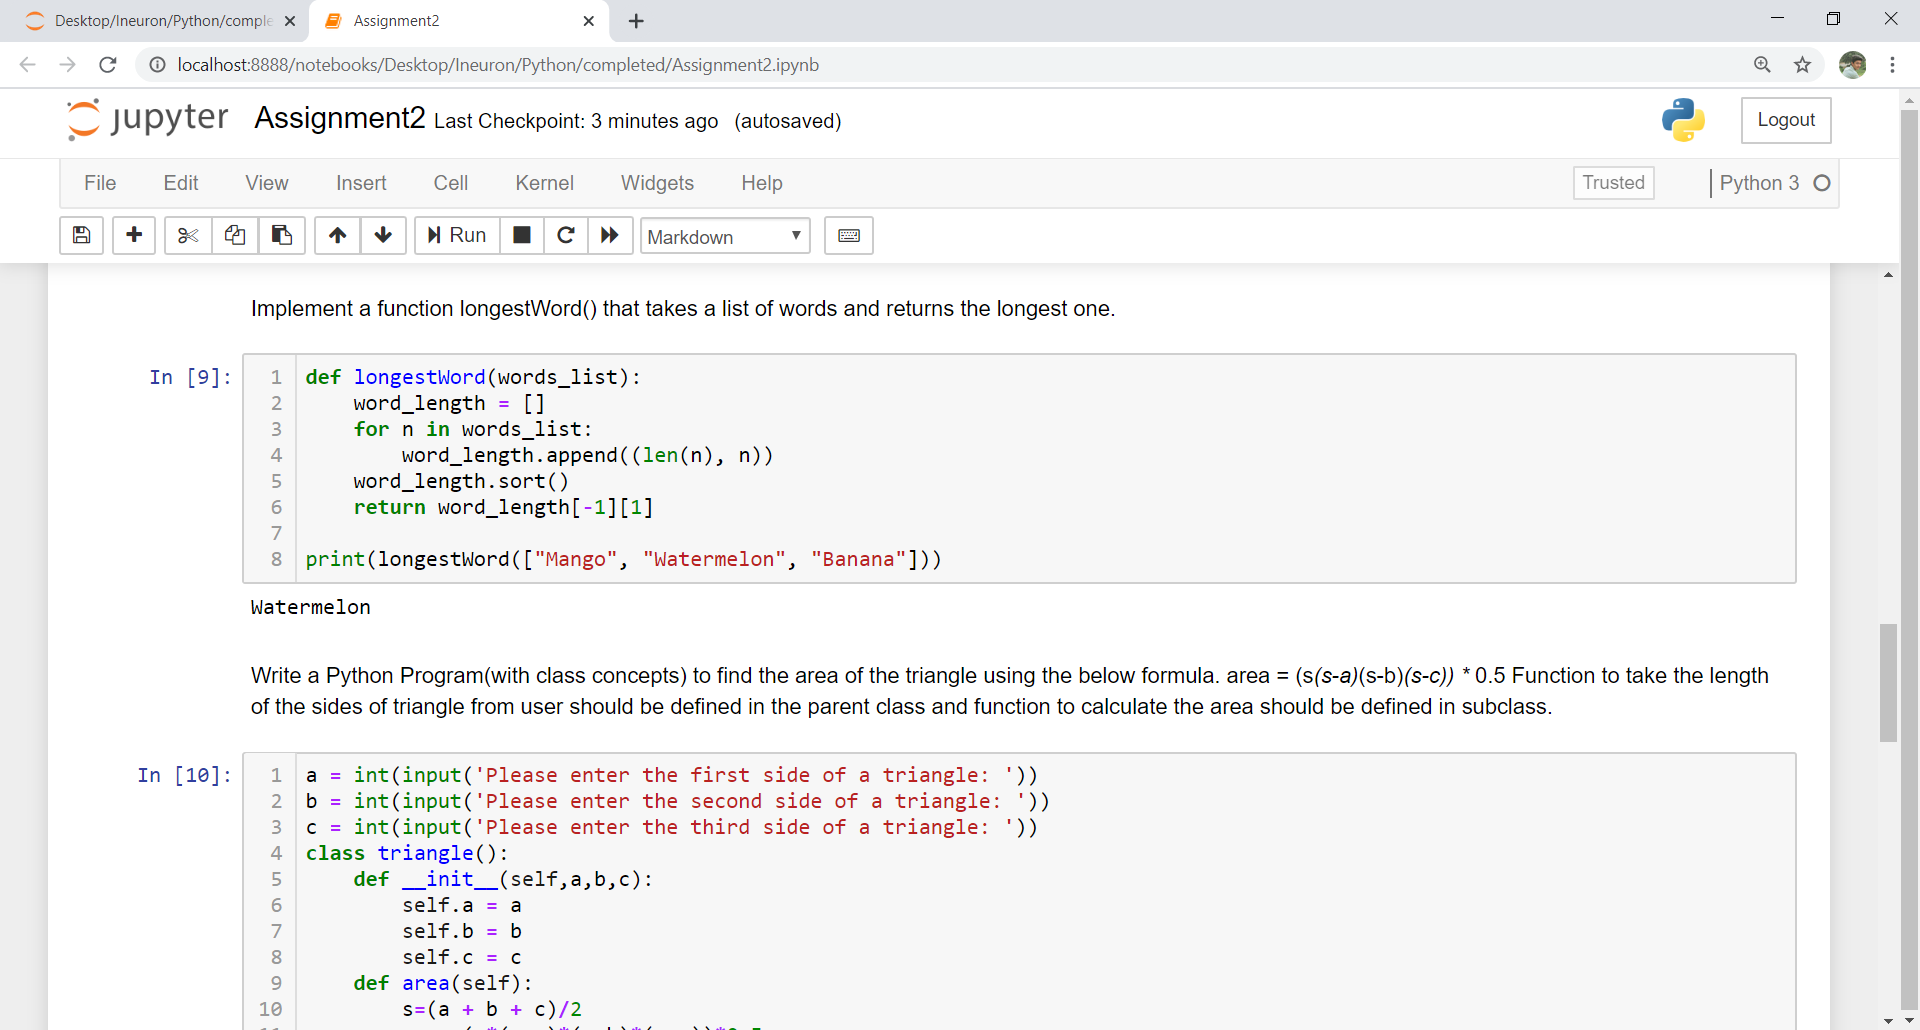 Desktop/Ineuron/Python/comple
Assignment2
localhost:8888/notebooks/Desktop/Ineuron/Python/completed/Assignment2.ipynb
jupyter Assignment2 Last Checkpoint: 3 minutes ago (autosaved)
Logout
File Edit View Insert Cell Kernel Widgets Help Trusted Python 3
Run Markdown
Implement a function longestWord() that takes a list of words and returns the longest one.
In [9]:
1 def longestWord(words_list):
2     word_length = []
3     for n in words_list:
4         word_length.append((len(n), n))
5     word_length.sort()
6     return word_length[-1][1]
7
8 print(longestWord(["Mango", "Watermelon", "Banana"]))
Watermelon
Write a Python Program(with class concepts) to find the area of the triangle using the below formula. area = (s(s-a)(s-b)(s-c)) * 0.5 Function to take the length
of the sides of triangle from user should be defined in the parent class and function to calculate the area should be defined in subclass.
In [10]:
1 a = int(input('Please enter the first side of a triangle: '))
2 b = int(input('Please enter the second side of a triangle: '))
3 c = int(input('Please enter the third side of a triangle: '))
4 class triangle():
5     def __init__(self,a,b,c):
6         self.a = a
7         self.b = b
8         self.c = c
9     def area(self):
10         s=(a + b + c)/2